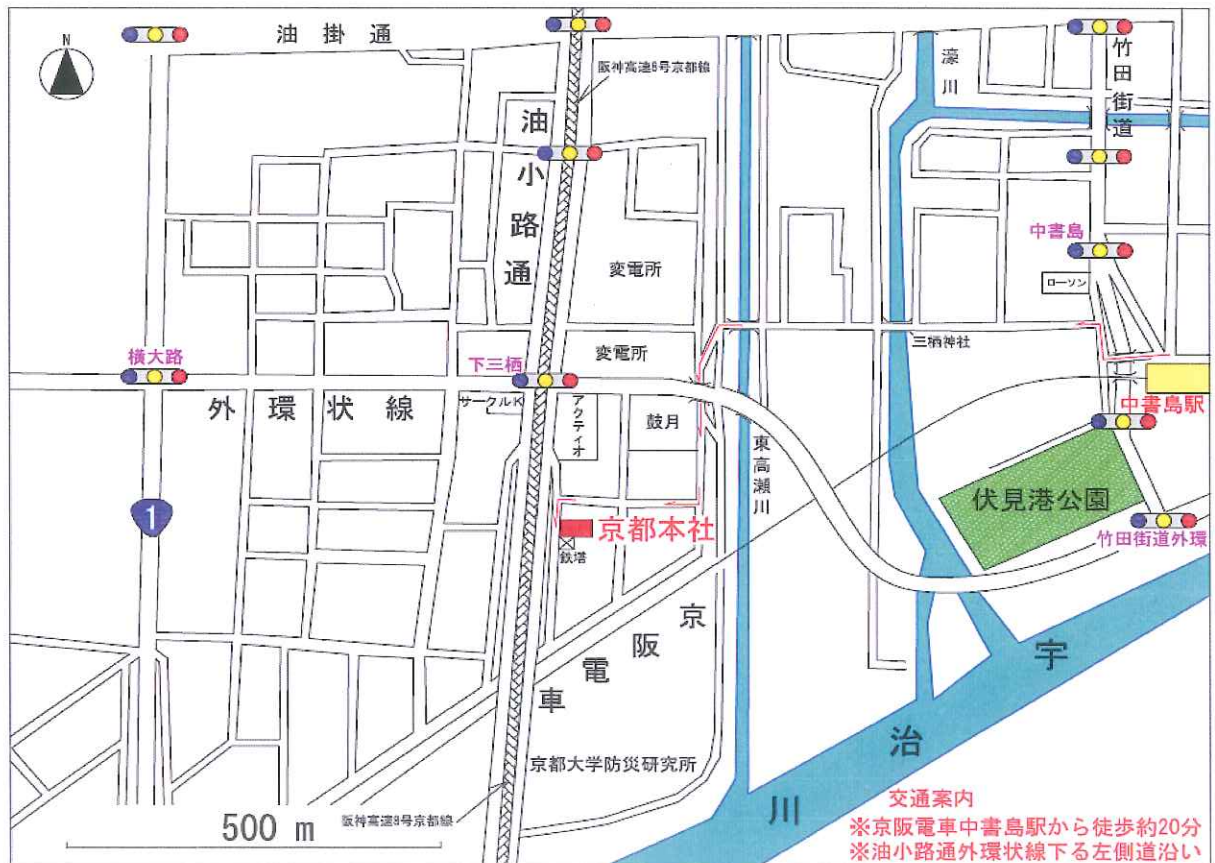 N
油掛通
阪神高速8号京都線
濠川
竹田街道
油小路通
変電所
中書島
ローソン
変電所
三栖神社
横大路
下三栖
外環状線
サークルK
アクティオ
鼓月
中書島駅
東高瀬川
伏見港公園
1
京都本社
鉄塔
竹田街道外環
京阪電車
宇治川
京都大学防災研究所
500 m
阪神高速8号京都線
交通案内
※京阪電車中書島駅から徒歩約20分
※油小路通外環状線下る左側道沿い